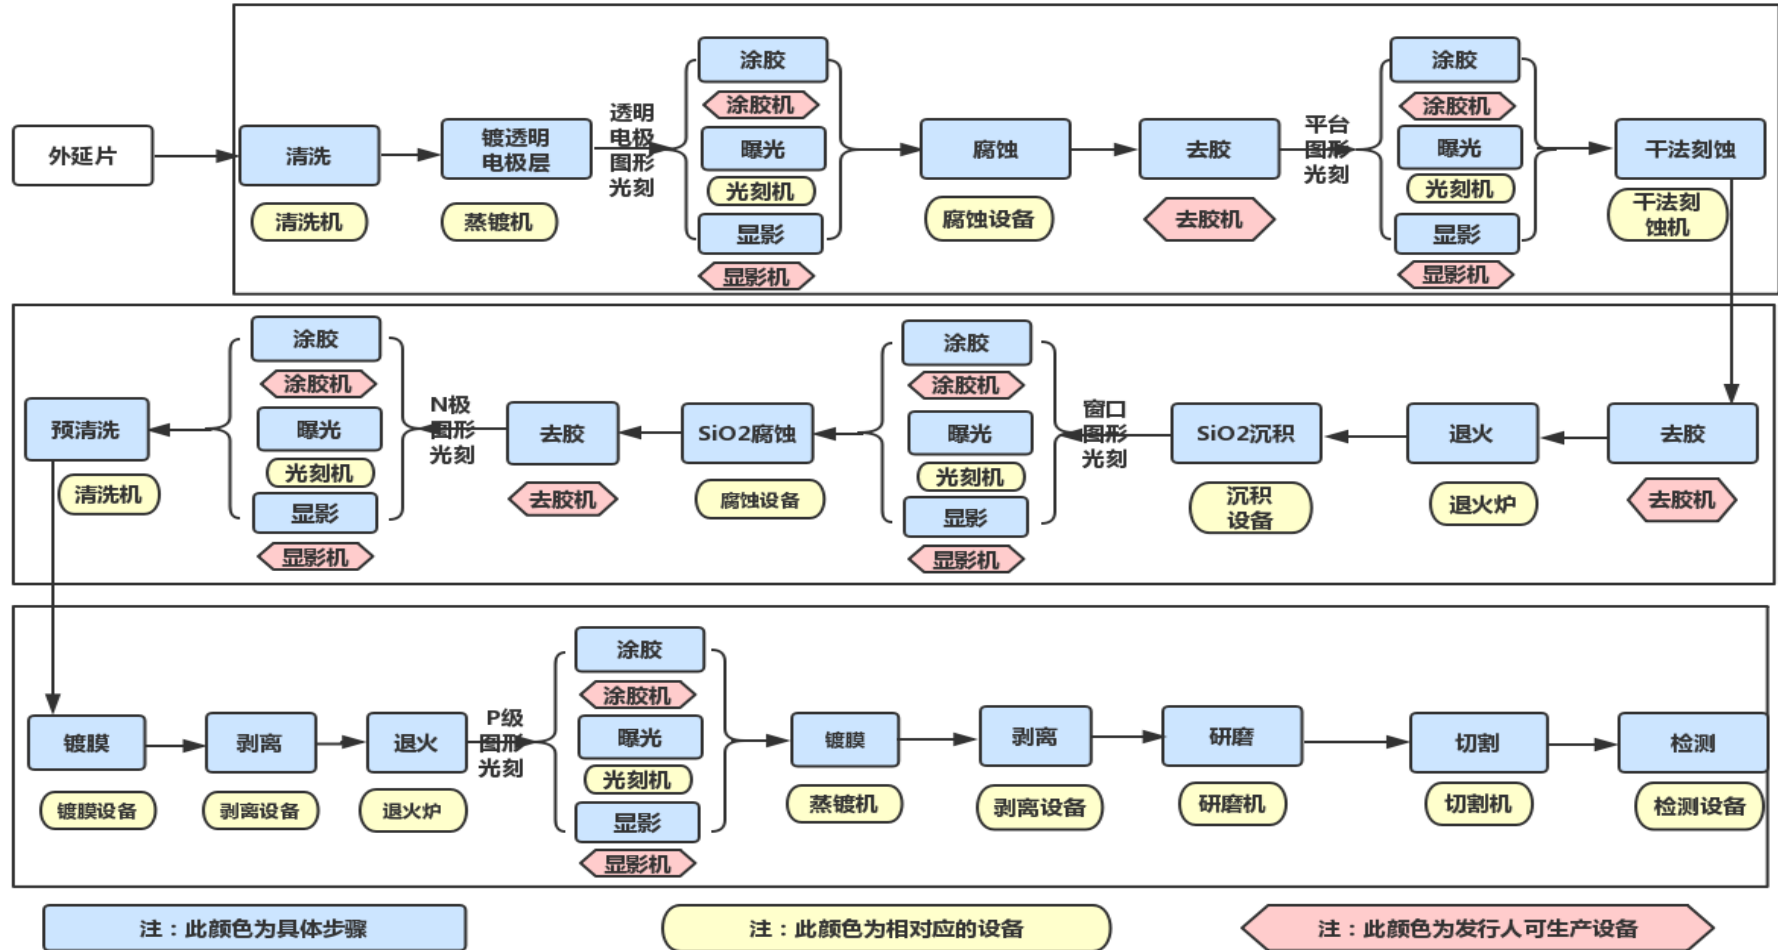 外延片
清洗
清洗机
镀透明
电极层
蒸镀机
透明
电极
图形
光刻
涂胶
涂胶机
曝光
光刻机
显影
显影机
腐蚀
腐蚀设备
去胶
去胶机
平台
图形
光刻
涂胶
涂胶机
曝光
光刻机
显影
显影机
干法刻蚀
干法刻
蚀机
去胶
去胶机
退火
退火炉
SiO2沉积
沉积
设备
窗口
图形
光刻
涂胶
涂胶机
曝光
光刻机
显影
显影机
SiO2腐蚀
腐蚀设备
去胶
去胶机
N极
图形
光刻
涂胶
涂胶机
曝光
光刻机
显影
显影机
预清洗
清洗机
镀膜
镀膜设备
剥离
剥离设备
退火
退火炉
P级
图形
光刻
涂胶
涂胶机
曝光
光刻机
显影
显影机
镀膜
蒸镀机
剥离
剥离设备
研磨
研磨机
切割
切割机
检测
检测设备
注：此颜色为具体步骤
注：此颜色为相对应的设备
注：此颜色为发行人可生产设备